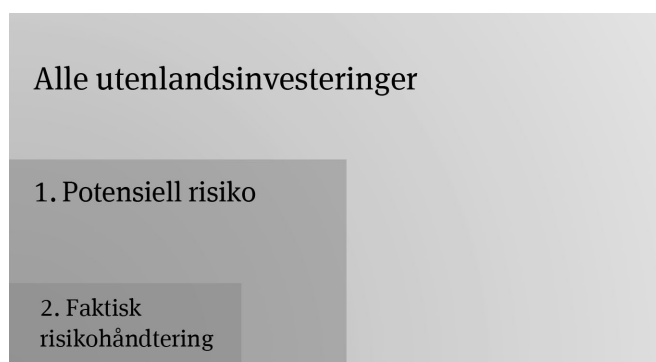 Alle utenlandsinvesteringer
1. Potensiell risiko
2. Faktisk
risikohåndtering